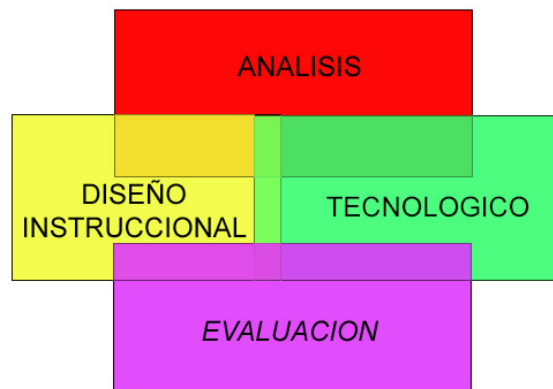 ANALISIS
DISEÑO
INSTRUCCIONAL
TECNOLOGICO
EVALUACION